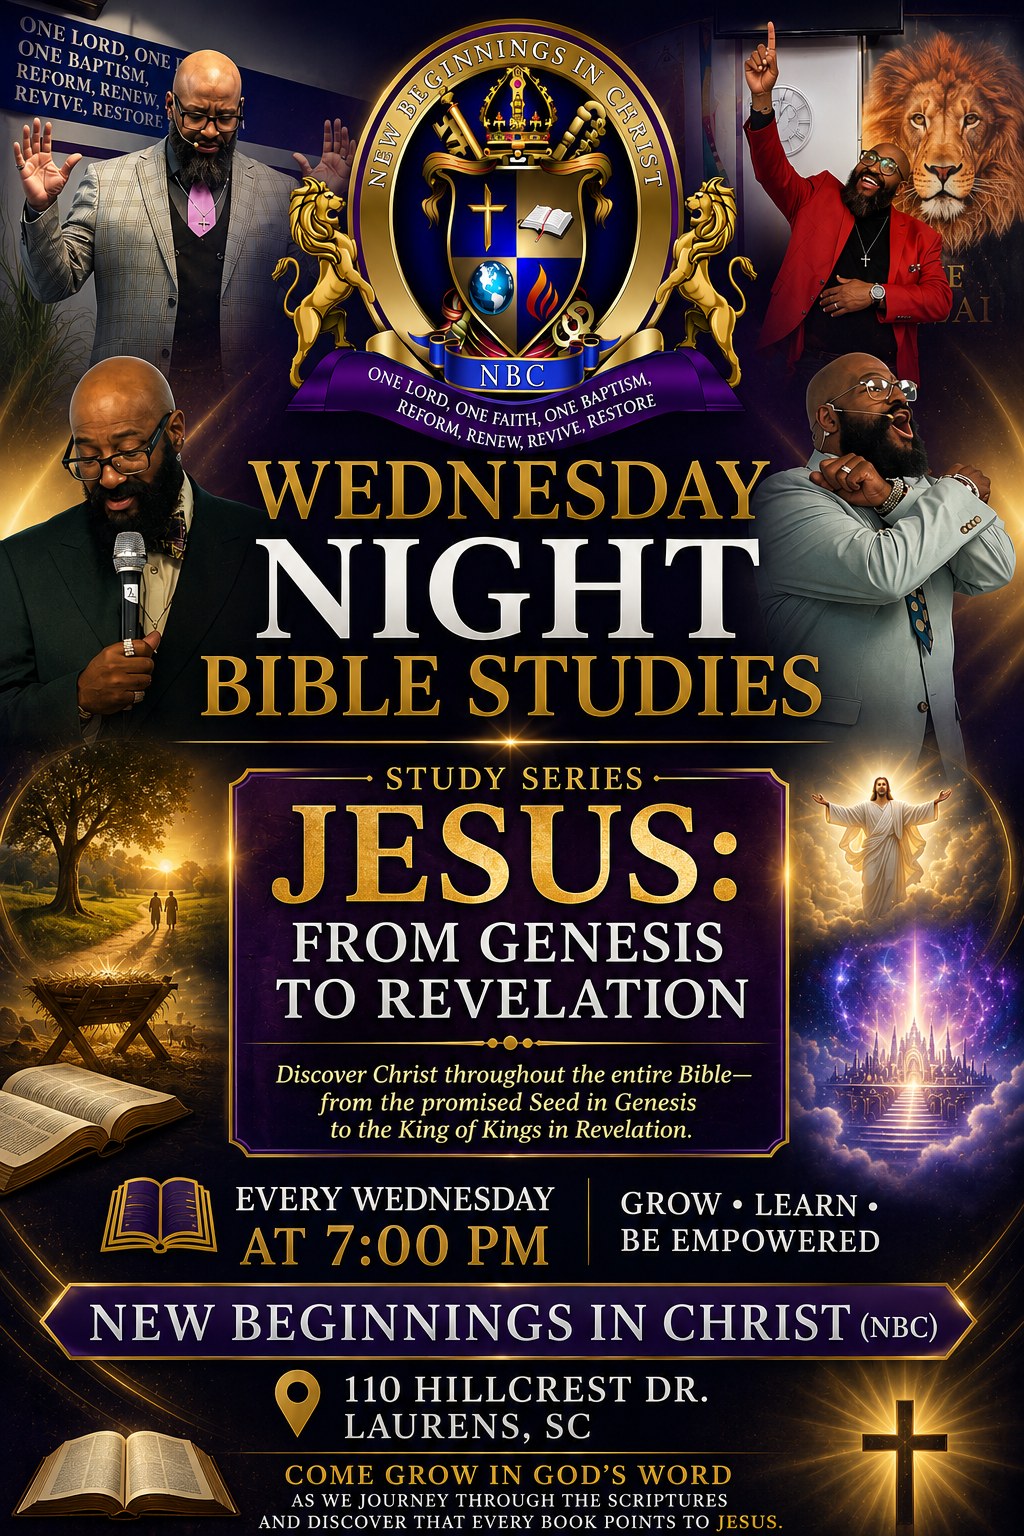 ONE LORD, ONE
ONE BAPTISM,
REFORM, RENEW,
REVIVE, RESTORE
NEW BEGINNINGS IN CHRIST
NBC
ONE LORD, ONE FAITH, ONE BAPTISM,
REFORM, RENEW, REVIVE, RESTORE
WEDNESDAY
NIGHT
BIBLE STUDIES
STUDY SERIES
JESUS:
FROM GENESIS
TO REVELATION
Discover Christ throughout the entire Bible—
from the promised Seed in Genesis
to the King of Kings in Revelation.
EVERY WEDNESDAY
AT 7:00 PM
GROW • LEARN •
BE EMPOWERED
NEW BEGINNINGS IN CHRIST (NBC)
110 HILLCREST DR.
LAURENS, SC
COME GROW IN GOD'S WORD
AS WE JOURNEY THROUGH THE SCRIPTURES
AND DISCOVER THAT EVERY BOOK POINTS TO JESUS.